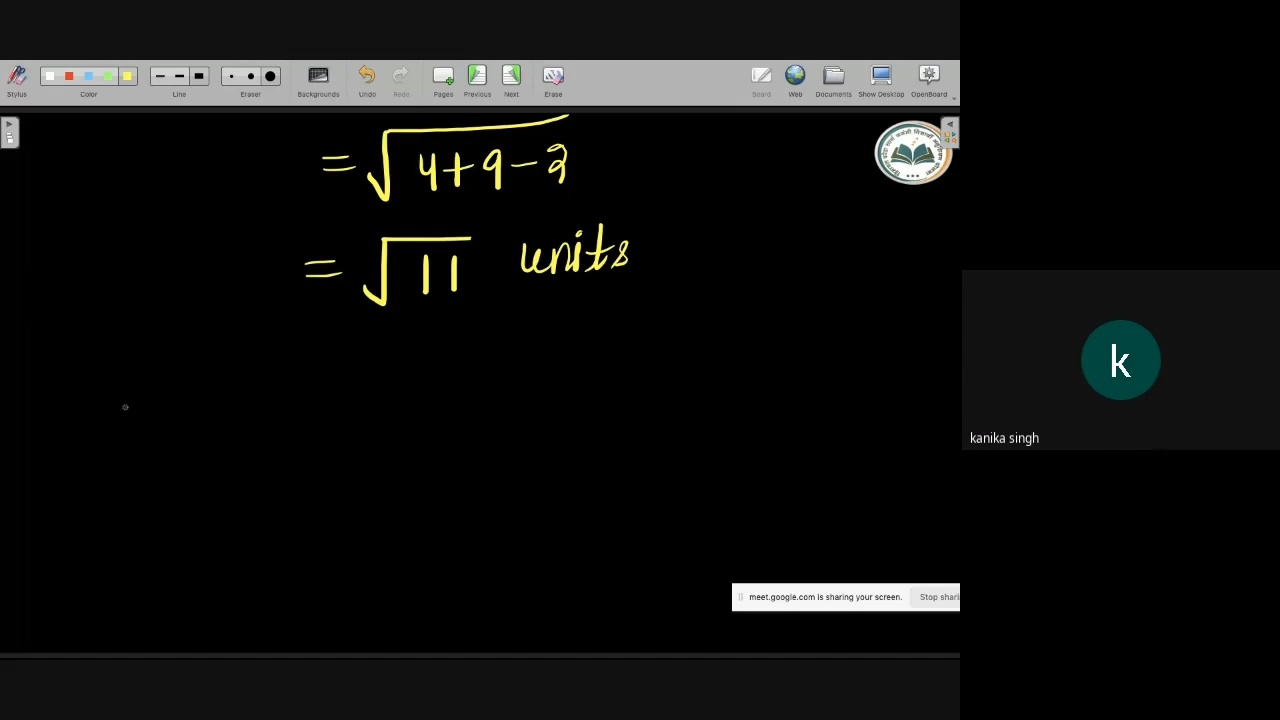 Stylus Color Line Eraser Backgrounds Undo Redo Pages Previous Next Erase Board Web Documents Show Desktop OpenBoard
= √4+9-2
= √11 units
k
kanika singh
meet.google.com is sharing your screen. Stop shari